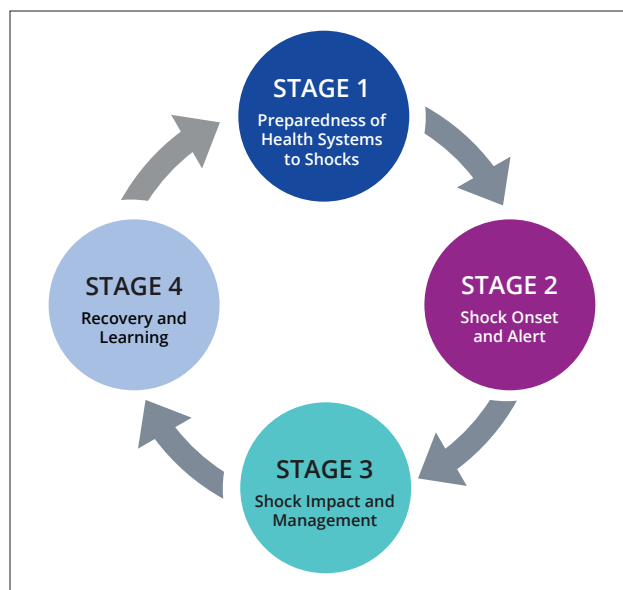 STAGE 1
Preparedness of
Health Systems
to Shocks
STAGE 2
Shock Onset
and Alert
STAGE 3
Shock Impact and
Management
STAGE 4
Recovery and
Learning